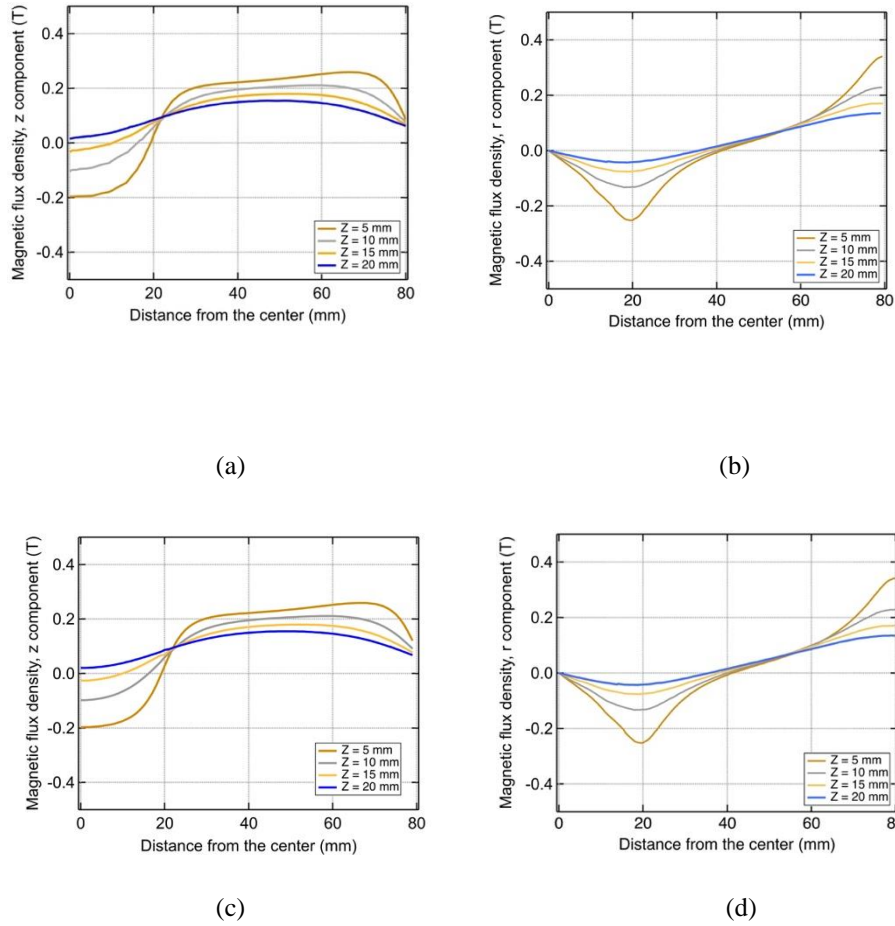 Magnetic flux density, z component (T)
0.4
0.2
0.0
-0.2
-0.4
Z = 5 mm
Z = 10 mm
Z = 15 mm
Z = 20 mm
0
20
40
60
80
Distance from the center (mm)
(a)
Magnetic flux density, r component (T)
0.4
0.2
0.0
-0.2
-0.4
Z = 5 mm
Z = 10 mm
Z = 15 mm
Z = 20 mm
0
20
40
60
80
Distance from the center (mm)
(b)
Magnetic flux density, z component (T)
0.4
0.2
0.0
-0.2
-0.4
Z = 5 mm
Z = 10 mm
Z = 15 mm
Z = 20 mm
0
20
40
60
80
Distance from the center (mm)
(c)
Magnetic flux density, r component (T)
0.4
0.2
0.0
-0.2
-0.4
Z = 5 mm
Z = 10 mm
Z = 15 mm
Z = 20 mm
0
20
40
60
Distance from the center (mm)
(d)